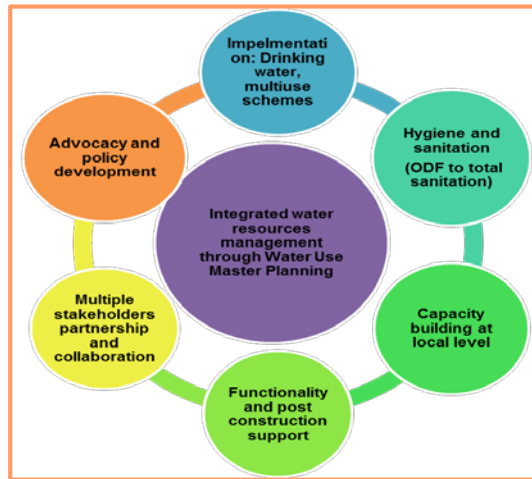 Impelmentati
on: Drinking
water,
multiuse
schemes
Hygiene and
sanitation
(ODF to total
sanitation)
Capacity
building at
local level
Functionality
and post
construction
support
Multiple
stakeholders
partnership
and
collaboration
Advocacy and
policy
development
Integrated water
resources
management
through Water Use
Master Planning